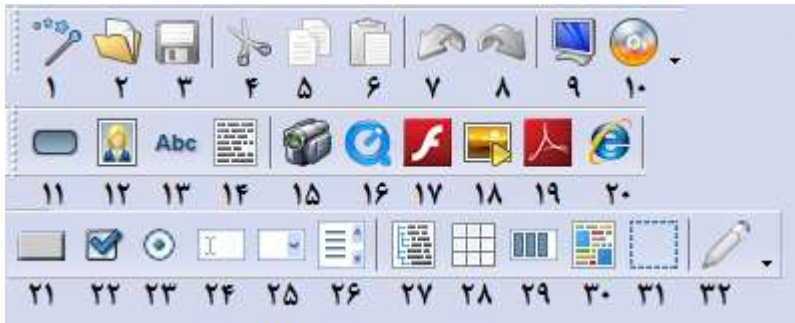 ۱ ۲ ۳ ۴ ۵ ۶ ۷ ۸ ۹ ۱۰
Abc
۱۱ ۱۲ ۱۳ ۱۴ ۱۵ ۱۶ ۱۷ ۱۸ ۱۹ ۲۰
۲۱ ۲۲ ۲۳ ۲۴ ۲۵ ۲۶ ۲۷ ۲۸ ۲۹ ۳۰ ۳۱ ۳۲